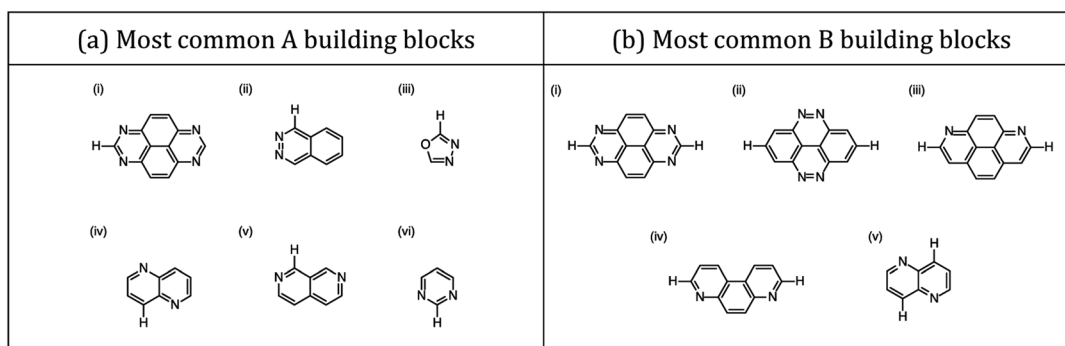 (a) Most common A building blocks
(b) Most common B building blocks
(i)
(ii)
(iii)
H
N
N
N
N
H
N
N
H
O
N
N
(iv)
(v)
(vi)
N
N
H
H
N
N
N
N
H
(i)
(ii)
(iii)
H
N
N
N
N
H
N=N
H
H
N=N
N
N
H
H
(iv)
(v)
H
N
N
H
H
N
N
H